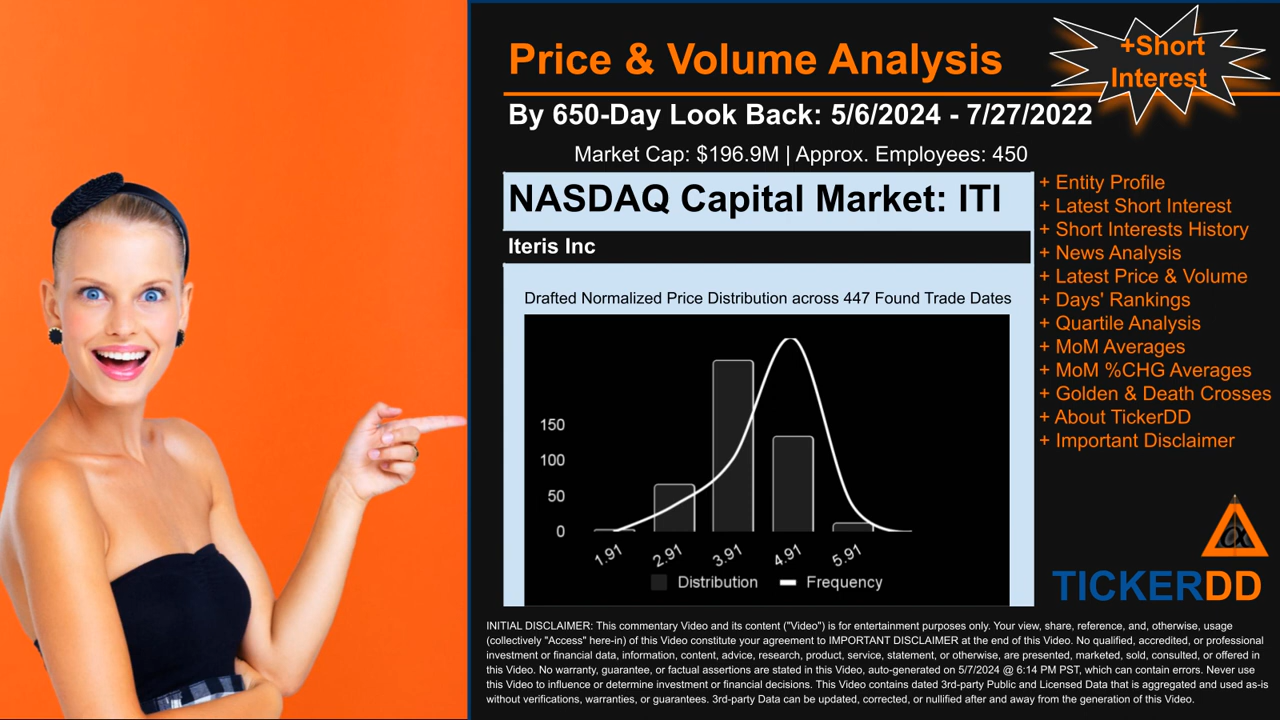 Price & Volume Analysis
+Short
Interest
By 650-Day Look Back: 5/6/2024 - 7/27/2022
Market Cap: $196.9M | Approx. Employees: 450
NASDAQ Capital Market: ITI
Iteris Inc
Drafted Normalized Price Distribution across 447 Found Trade Dates
150
100
50
0
1.91
2.91
3.91
4.91
5.91
Distribution
Frequency
+ Entity Profile
+ Latest Short Interest
+ Short Interests History
+ News Analysis
+ Latest Price & Volume
+ Days' Rankings
+ Quartile Analysis
+ MoM Averages
+ MoM %CHG Averages
+ Golden & Death Crosses
+ About TickerDD
+ Important Disclaimer
TICKERDD
INITIAL DISCLAIMER: This commentary Video and its content ("Video") is for entertainment purposes only. Your view, share, reference, and, otherwise, usage
(collectively "Access" here-in) of this Video constitute your agreement to IMPORTANT DISCLAIMER at the end of this Video. No qualified, accredited, or professional
investment or financial data, information, content, advice, research, product, service, statement, or otherwise, are presented, marketed, sold, consulted, or offered in
this Video. No warranty, guarantee, or factual assertions are stated in this Video, auto-generated on 5/7/2024 @ 6:14 PM PST, which can contain errors. Never use
this Video to influence or determine investment or financial decisions. This Video contains dated 3rd-party Public and Licensed Data that is aggregated and used as-is
without verifications, warranties, or guarantees. 3rd-party Data can be updated, corrected, or nullified after and away from the generation of this Video.